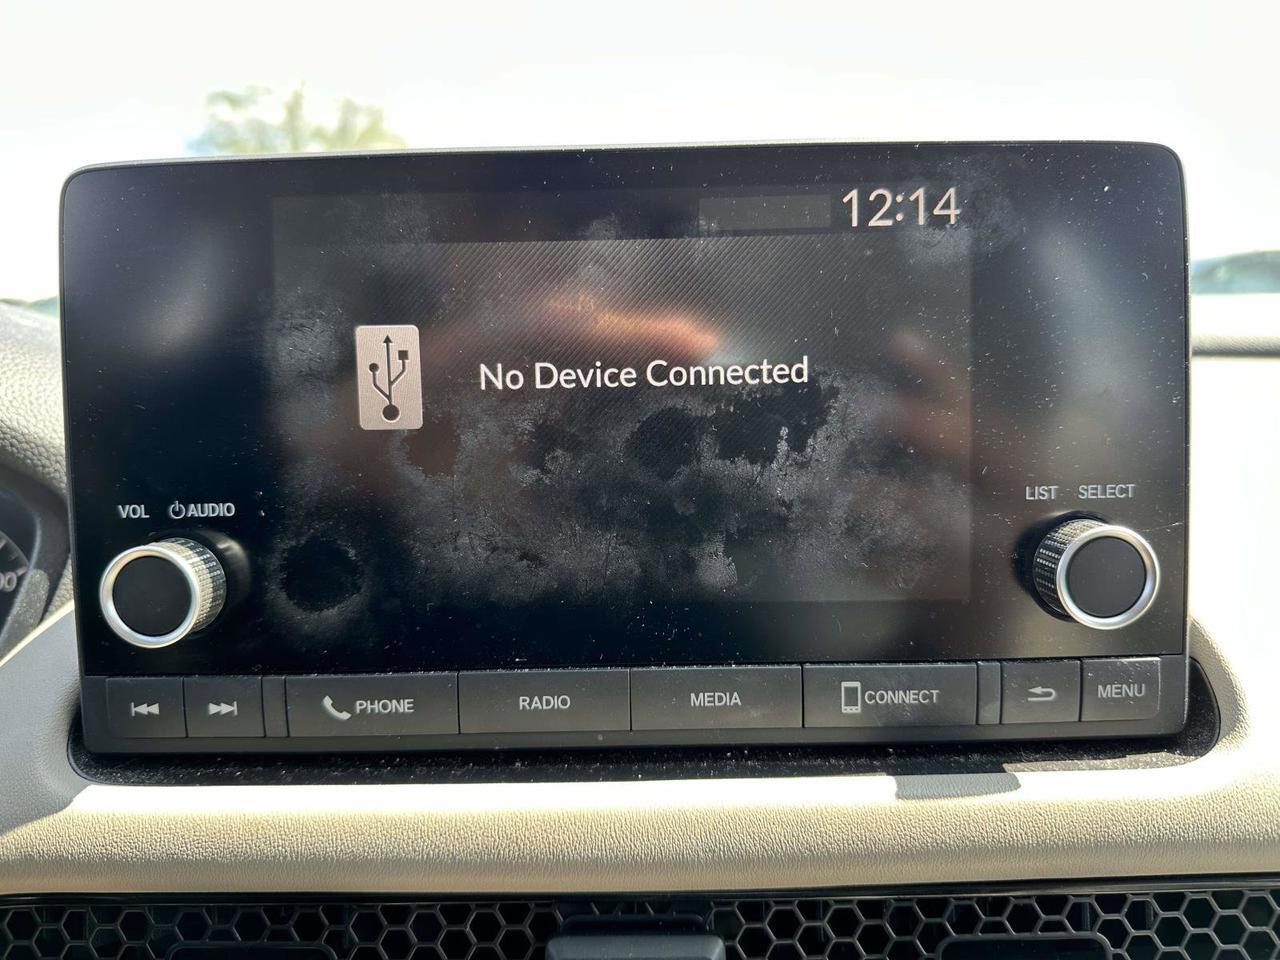 12:14
No Device Connected
VOL AUDIO
LIST SELECT
PHONE
RADIO
MEDIA
CONNECT
MENU